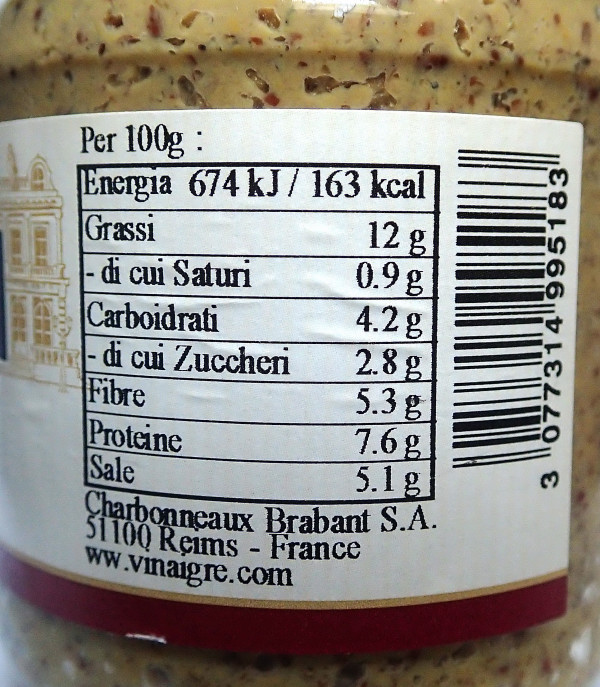 Per 100g :
Energia 674 kJ / 163 kcal
Grassi 12 g
- di cui Saturi 0.9 g
Carboidrati 4.2 g
- di cui Zuccheri 2.8 g
Fibre 5.3 g
Proteine 7.6 g
Sale 5.1 g
Charbonneaux Brabant S.A.
51100 Reims - France
ww.vinaigre.com
3 077314 995183